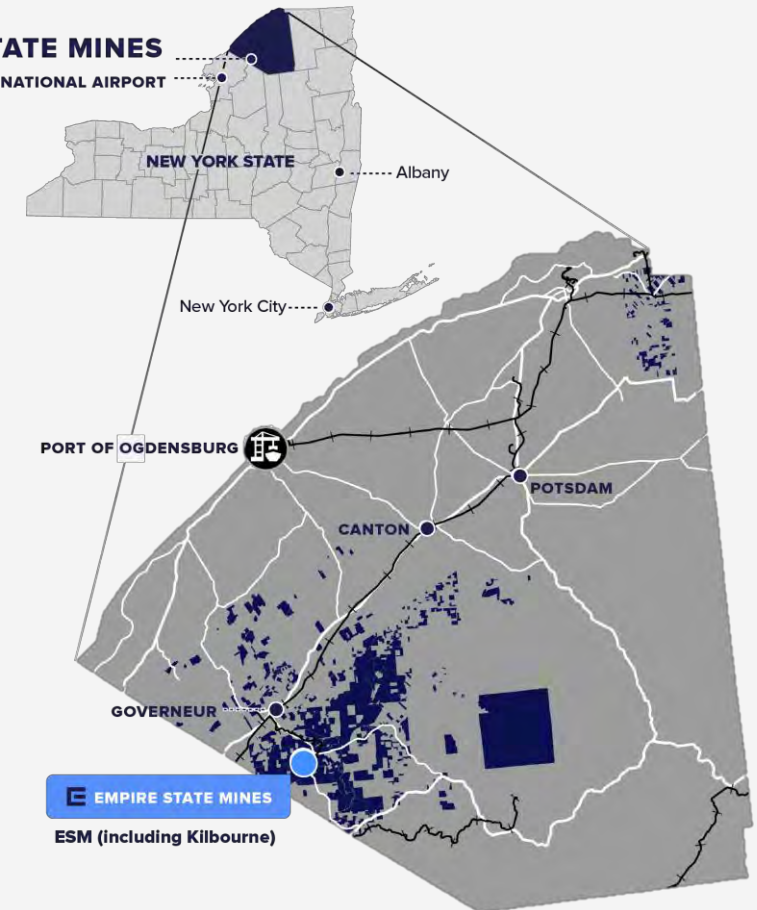 TATE MINES
NATIONAL AIRPORT
NEW YORK STATE
Albany
New York City
PORT OF OGDENSBURG
POTSDAM
CANTON
GOVERNEUR
EMPIRE STATE MINES
ESM (including Kilbourne)